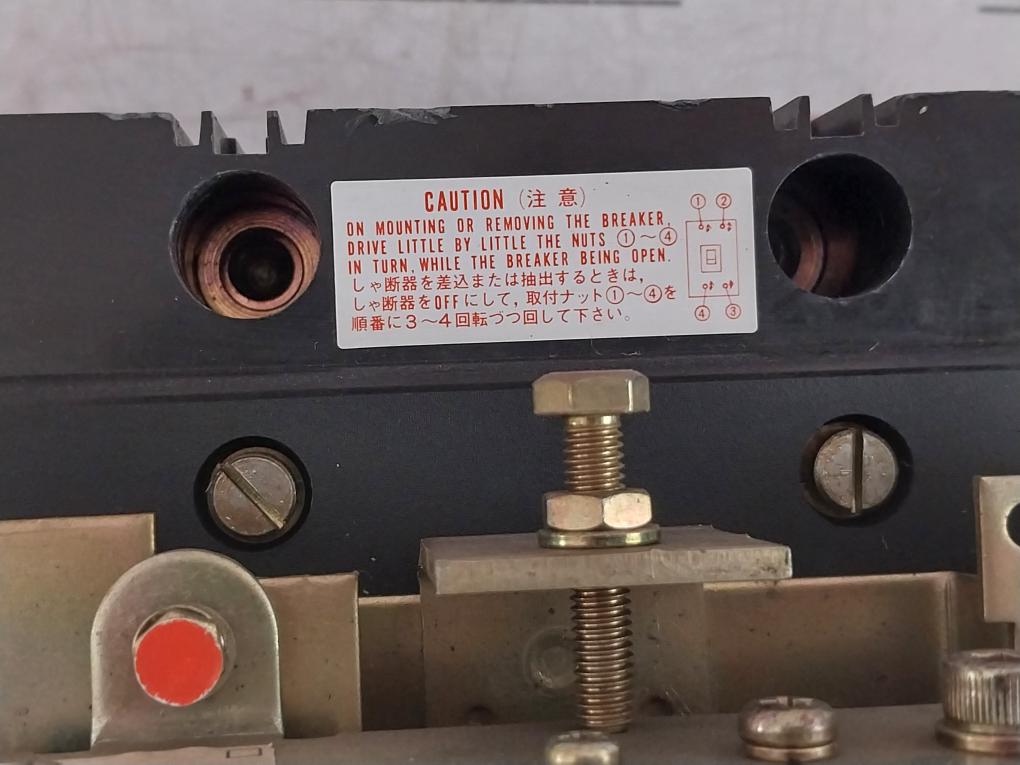 CAUTION (注意)
ON MOUNTING OR REMOVING THE BREAKER,
DRIVE LITTLE BY LITTLE THE NUTS ①~④
IN TURN, WHILE THE BREAKER BEING OPEN.
しゃ断器を差込または抽出するときは,
しゃ断器をOFFにして, 取付ナット①~④を
順番に3~4回転づつ回して下さい。
① ②
④ ③